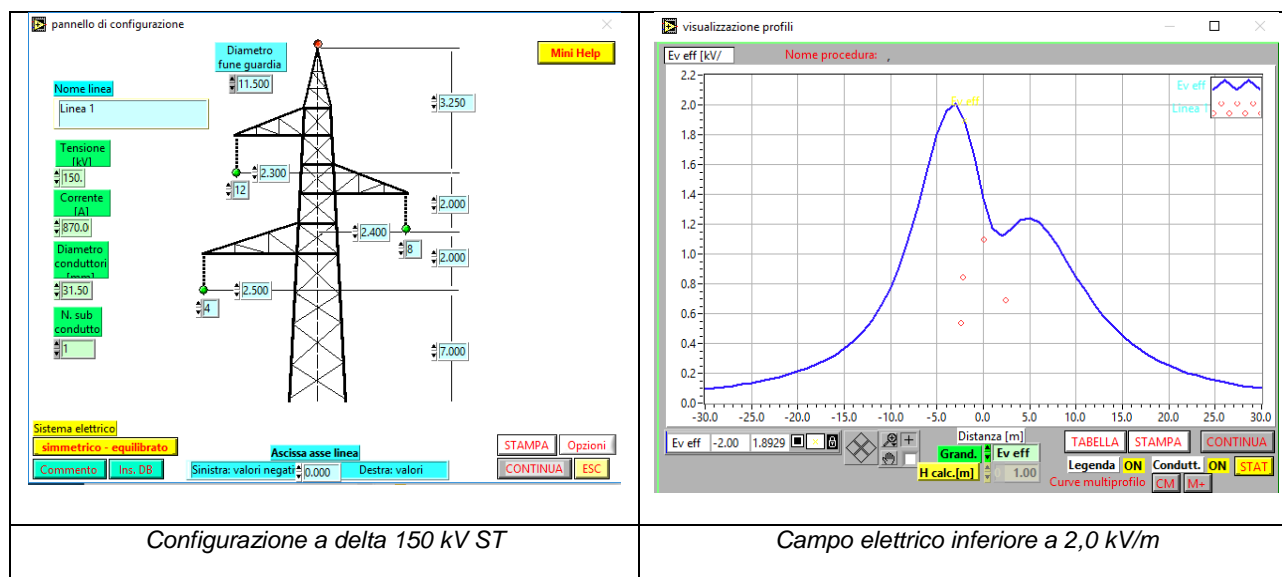 pannello di configurazione
Diametro
fune guardia
11.500
Mini Help
Nome linea
Linea 1
3.250
Tensione
[kV]
150.
2.300
12
Corrente
[A]
870.0
2.000
2.400
8
Diametro
conduttori
[mm]
31.50
2.000
2.500
4
N. sub
condutto
1
7.000
Sistema elettrico
simmetrico - equilibrato
Commento
Ins. DB
Ascissa asse linea
Sinistra: valori negati
0.000
Destra: valori
STAMPA
Opzioni
CONTINUA
ESC
visualizzazione profili
Ev eff [kV/
Nome procedura: ,
2.2
2.0
1.8
1.6
1.4
1.2
1.0
0.8
0.6
0.4
0.2
0.0
Ev eff
Ev eff
Linea 1
-30.0 -25.0 -20.0 -15.0 -10.0 -5.0 0.0 5.0 10.0 15.0 20.0 25.0 30.0
Distanza [m]
Ev eff -2.00 1.8929
Grand. Ev eff
H calc.[m] 0 1.00
TABELLA STAMPA CONTINUA
Legenda ON Condutt. ON STAT
Curve multiprofilo CM M+
Configurazione a delta 150 kV ST
Campo elettrico inferiore a 2,0 kV/m